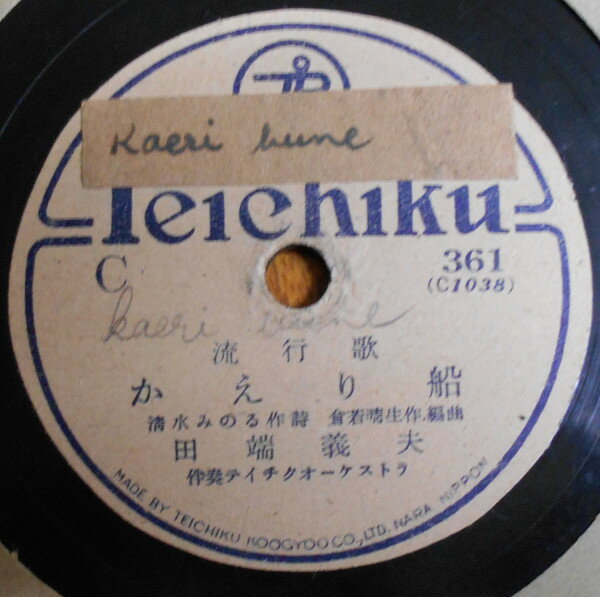 Kaeri bune
Teichiku
C 361
(C1038)
kaeri
流行歌
かえり船
清水みのる作詩 倉若晴生作.編曲
田端義夫
伴奏テイチクオーケストラ
MADE BY TEICHIKU KOOGYOO CO., LTD. NARA NIPPON